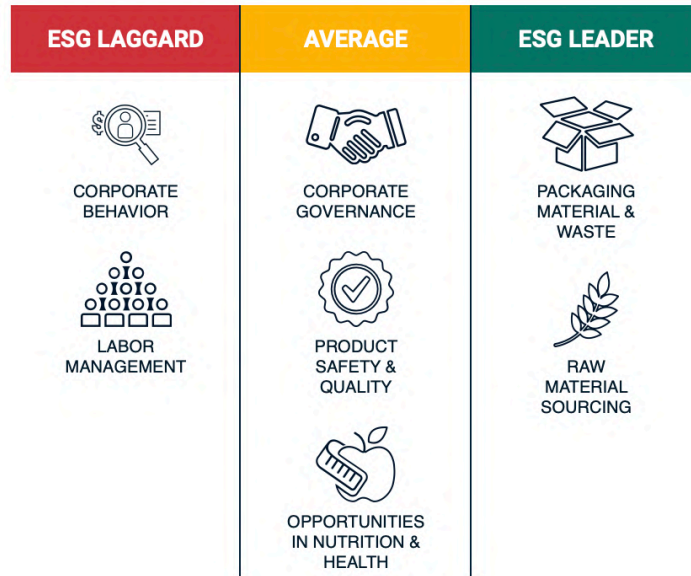 ESG LAGGARD
CORPORATE
BEHAVIOR
LABOR
MANAGEMENT
AVERAGE
CORPORATE
GOVERNANCE
PRODUCT
SAFETY &
QUALITY
OPPORTUNITIES
IN NUTRITION &
HEALTH
ESG LEADER
PACKAGING
MATERIAL &
WASTE
RAW
MATERIAL
SOURCING